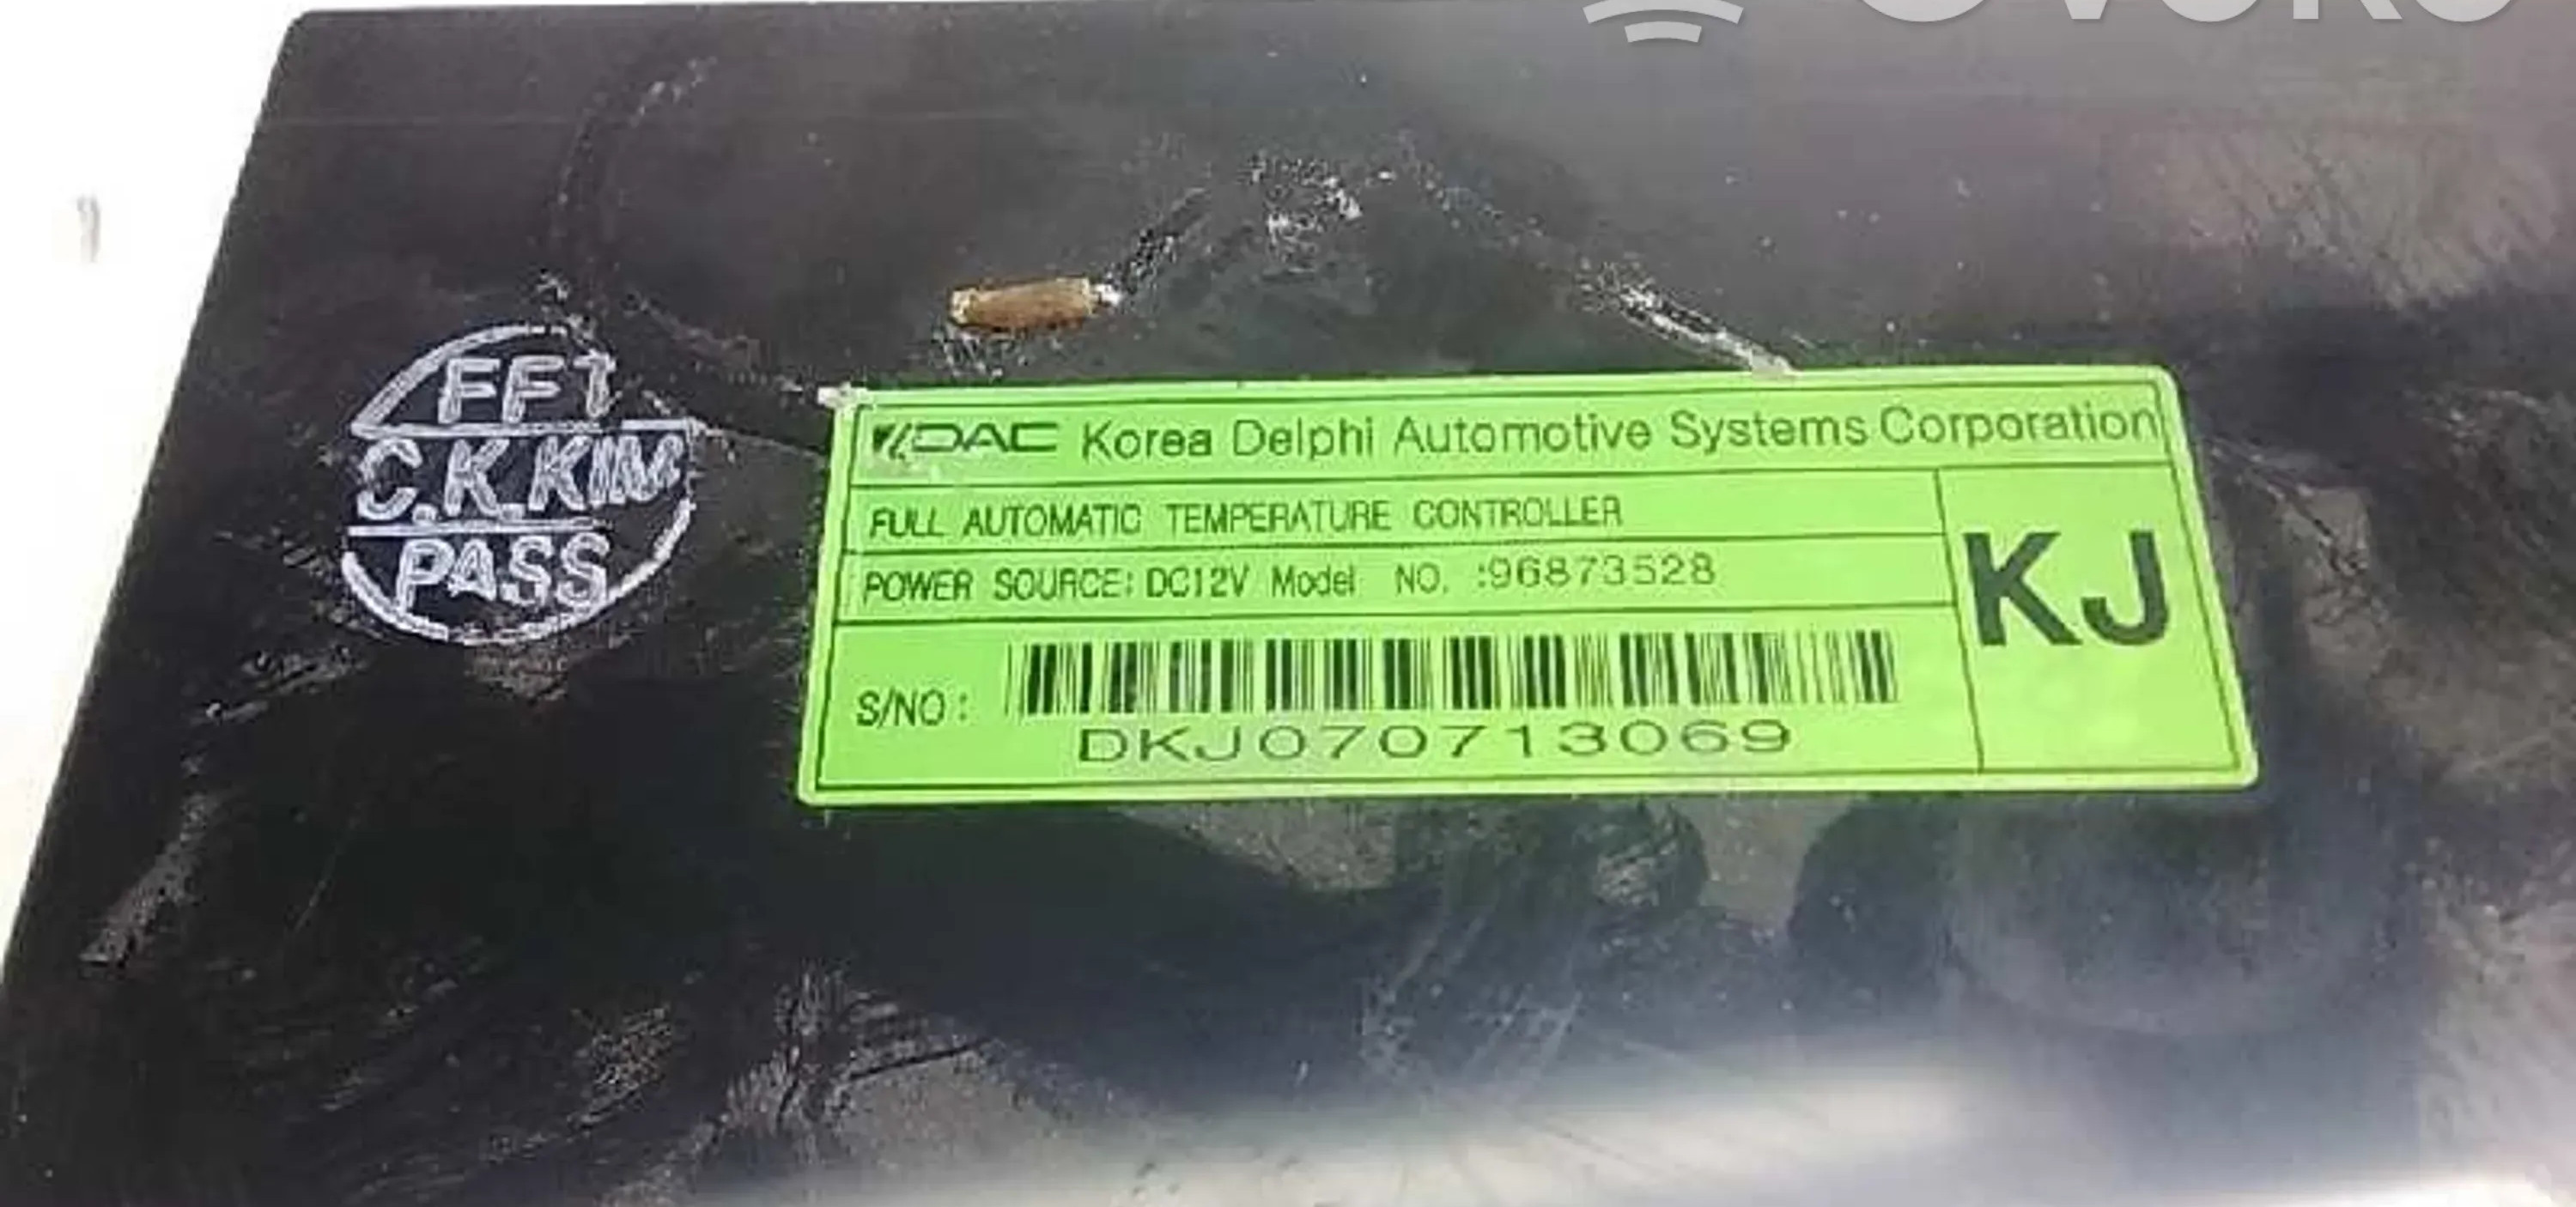 FFT
C.K.KIM
PASS
KDAC Korea Delphi Automotive Systems Corporation
FULL AUTOMATIC TEMPERATURE CONTROLLER
POWER SOURCE: DC12V Model NO. :96873528
KJ
S/NO :
DKJ070713069